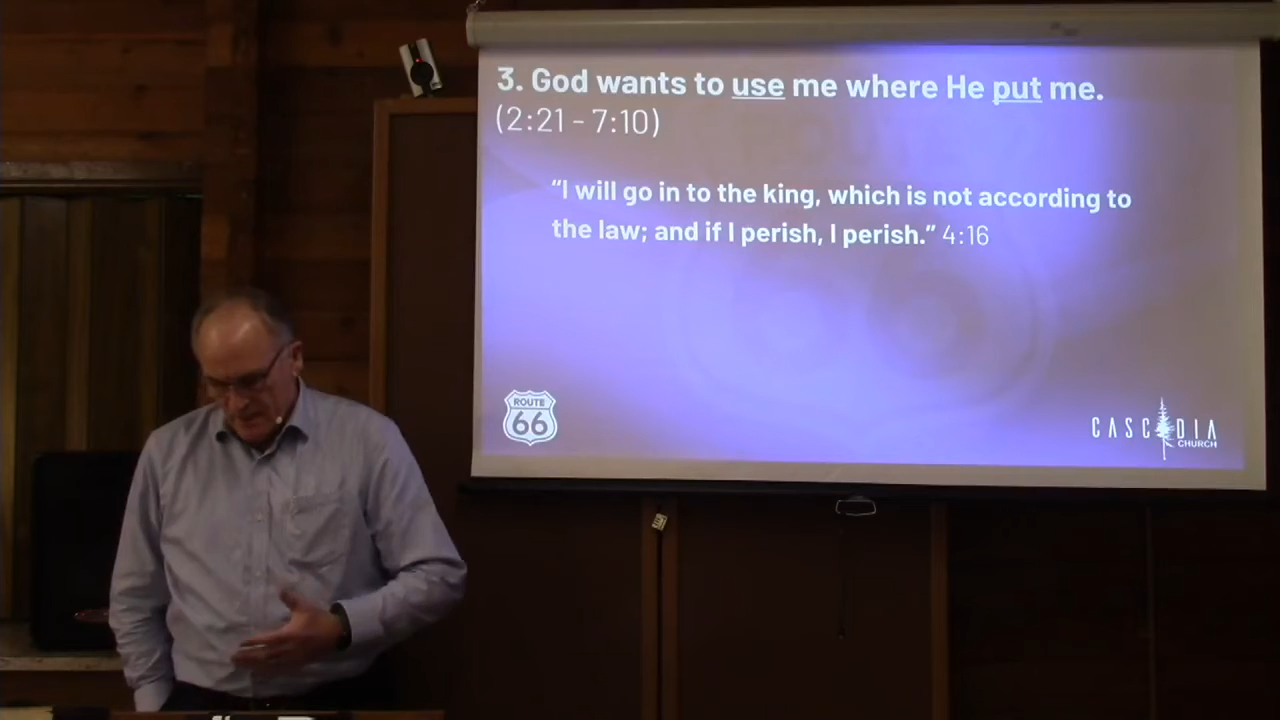 3. God wants to use me where He put me.
(2:21 - 7:10)
“I will go in to the king, which is not according to
the law; and if I perish, I perish.” 4:16
ROUTE
66
CASCADIA
CHURCH